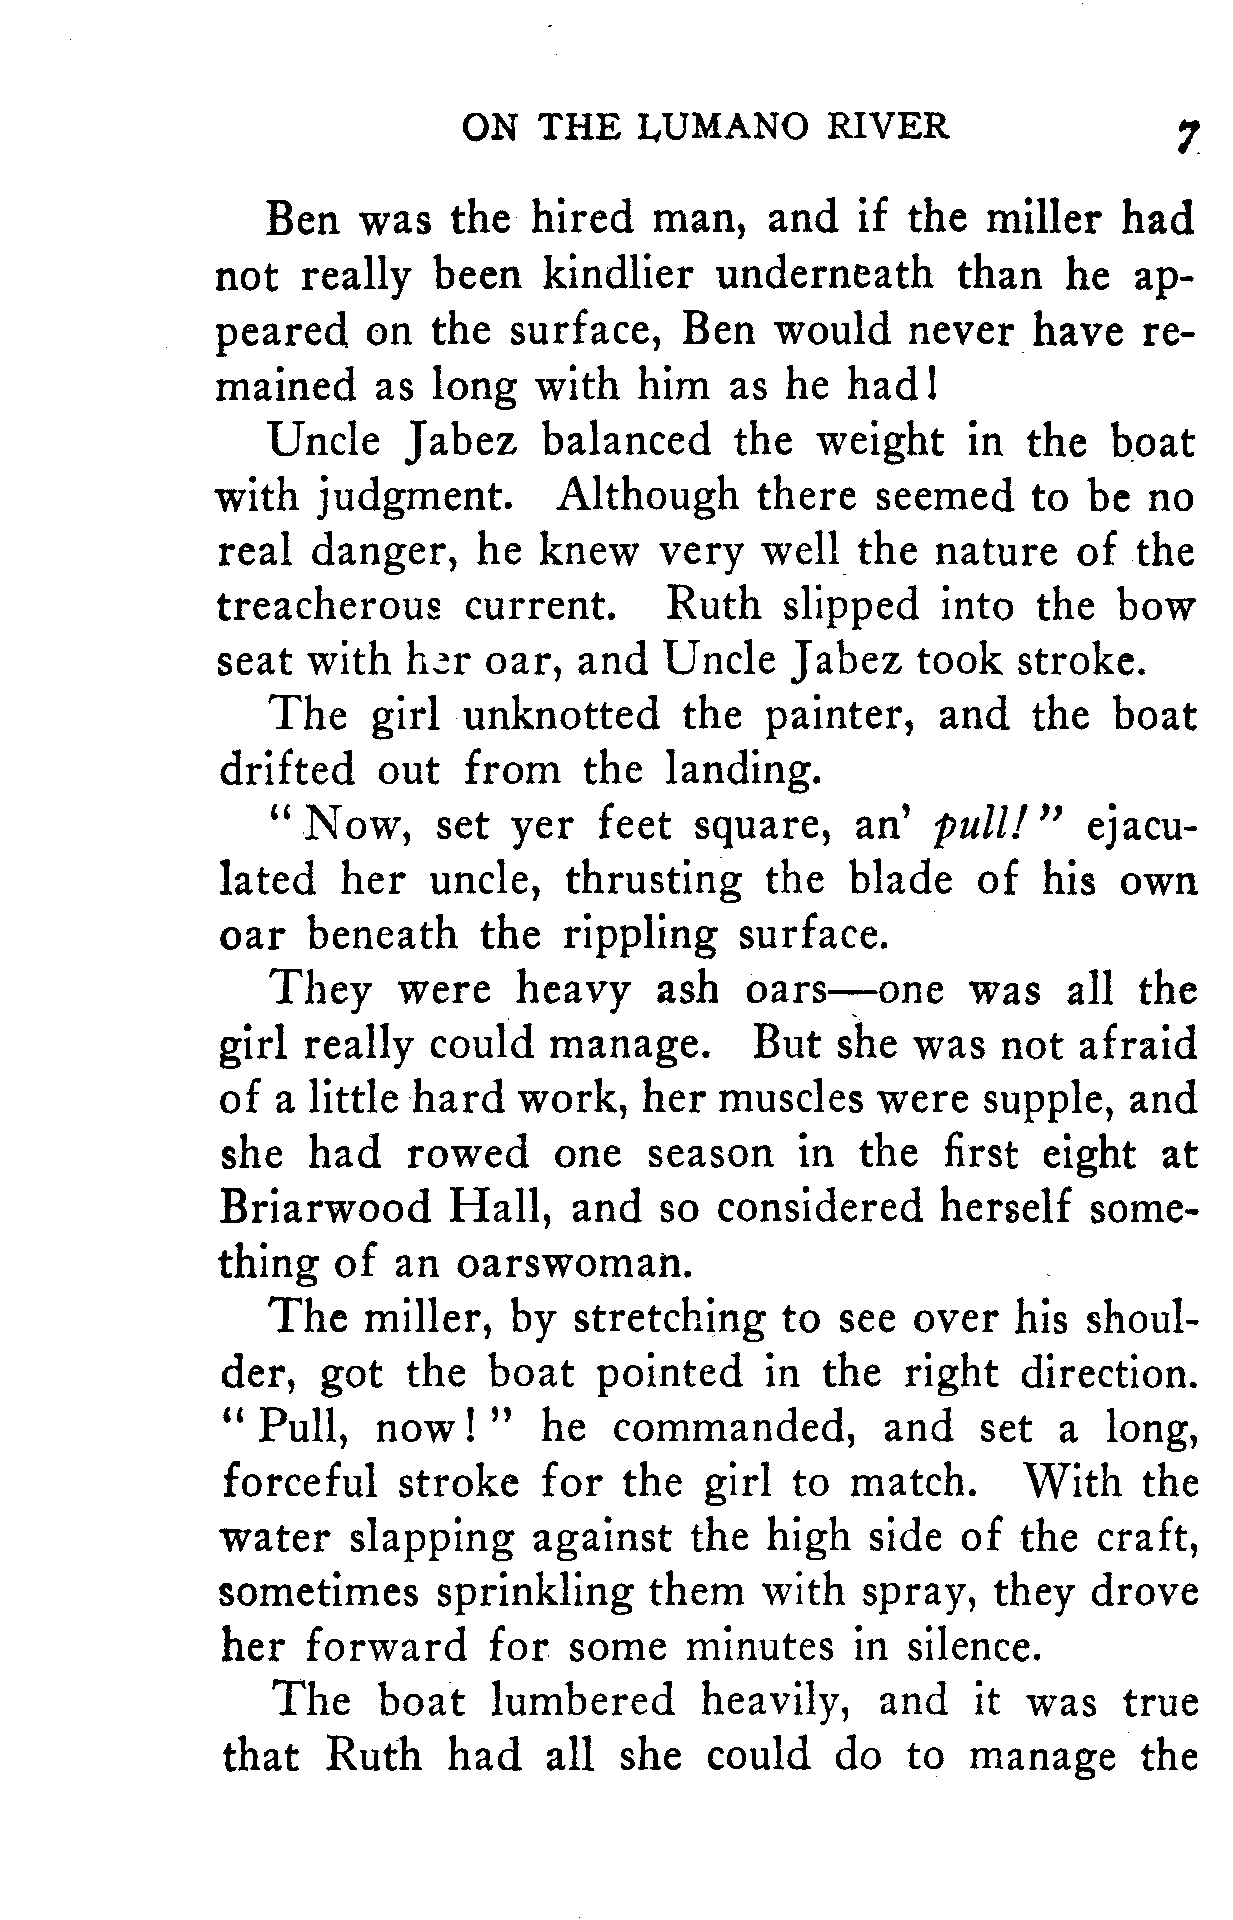 ON THE LUMANO RIVER 7
Ben was the hired man, and if the miller had
not really been kindlier underneath than he ap-
peared on the surface, Ben would never have re-
mained as long with him as he had!
Uncle Jabez balanced the weight in the boat
with judgment. Although there seemed to be no
real danger, he knew very well the nature of the
treacherous current. Ruth slipped into the bow
seat with her oar, and Uncle Jabez took stroke.
The girl unknotted the painter, and the boat
drifted out from the landing.
" Now, set yer feet square, an' pull! " ejacu-
lated her uncle, thrusting the blade of his own
oar beneath the rippling surface.
They were heavy ash oars—one was all the
girl really could manage. But she was not afraid
of a little hard work, her muscles were supple, and
she had rowed one season in the first eight at
Briarwood Hall, and so considered herself some-
thing of an oarswoman.
The miller, by stretching to see over his shoul-
der, got the boat pointed in the right direction.
" Pull, now! " he commanded, and set a long,
forceful stroke for the girl to match. With the
water slapping against the high side of the craft,
sometimes sprinkling them with spray, they drove
her forward for some minutes in silence.
The boat lumbered heavily, and it was true
that Ruth had all she could do to manage the